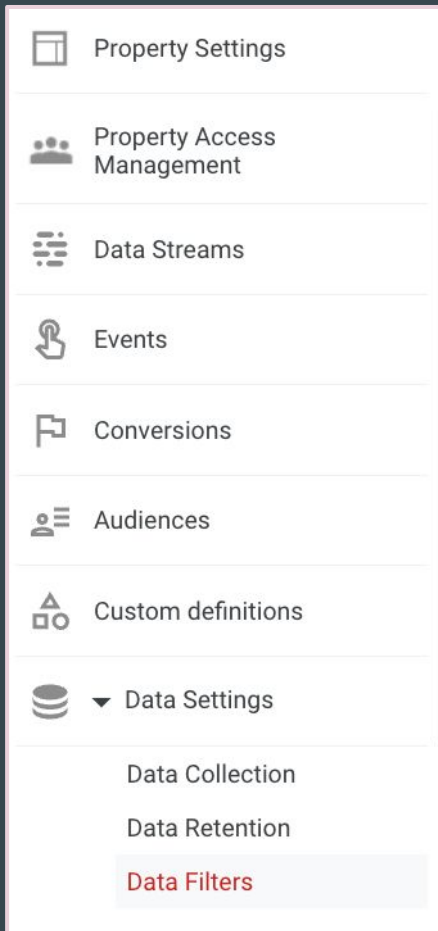 Property Settings
Property Access
Management
Data Streams
Events
Conversions
Audiences
Custom definitions
Data Settings
Data Collection
Data Retention
Data Filters